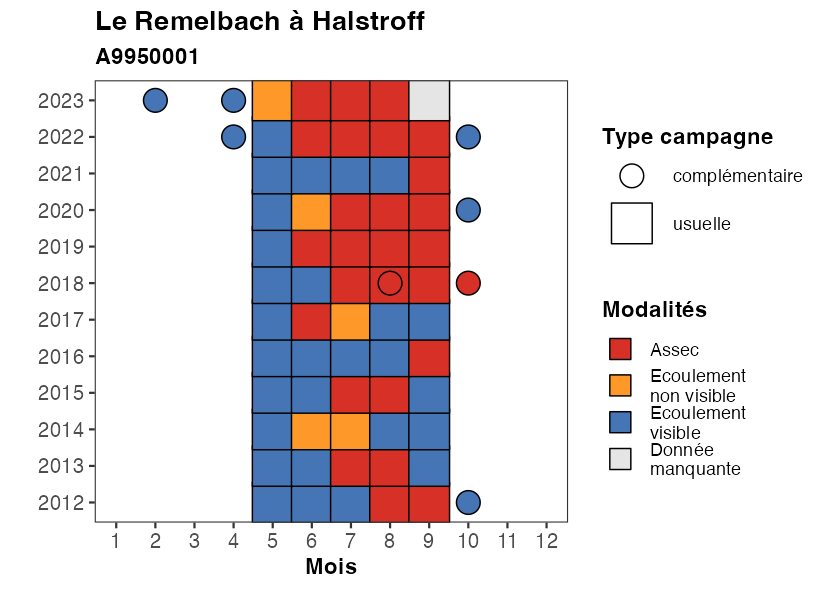 Le Remelbach à Halstroff
A9950001
2023
2022
2021
2020
2019
2018
2017
2016
2015
2014
2013
2012
1 2 3 4 5 6 7 8 9 10 11 12
Mois
Type campagne
complémentaire
usuelle
Modalités
Assec
Ecoulement
non visible
Ecoulement
visible
Donnée
manquante